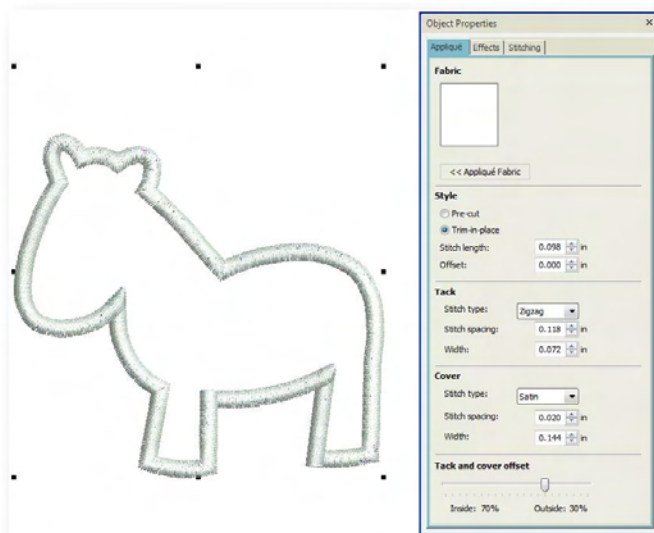 Object Properties x
Appliqué Effects Stitching
Fabric
<< Appliqué Fabric
Style
Pre-cut
Trim-in-place
Stitch length: 0.098 in
Offset: 0.000 in
Tack
Stitch type: Zigzag
Stitch spacing: 0.118 in
Width: 0.072 in
Cover
Stitch type: Satin
Stitch spacing: 0.020 in
Width: 0.144 in
Tack and cover offset
Inside: 70% Outside: 30%